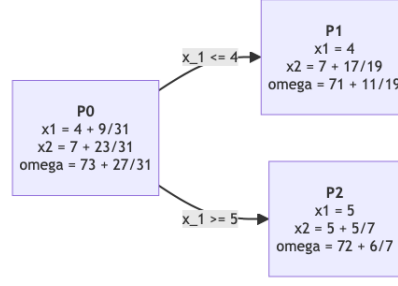 P0
x1 = 4 + 9/31
x2 = 7 + 23/31
omega = 73 + 27/31
x_1 <= 4
P1
x1 = 4
x2 = 7 + 17/19
omega = 71 + 11/19
x_1 >= 5
P2
x1 = 5
x2 = 5 + 5/7
omega = 72 + 6/7